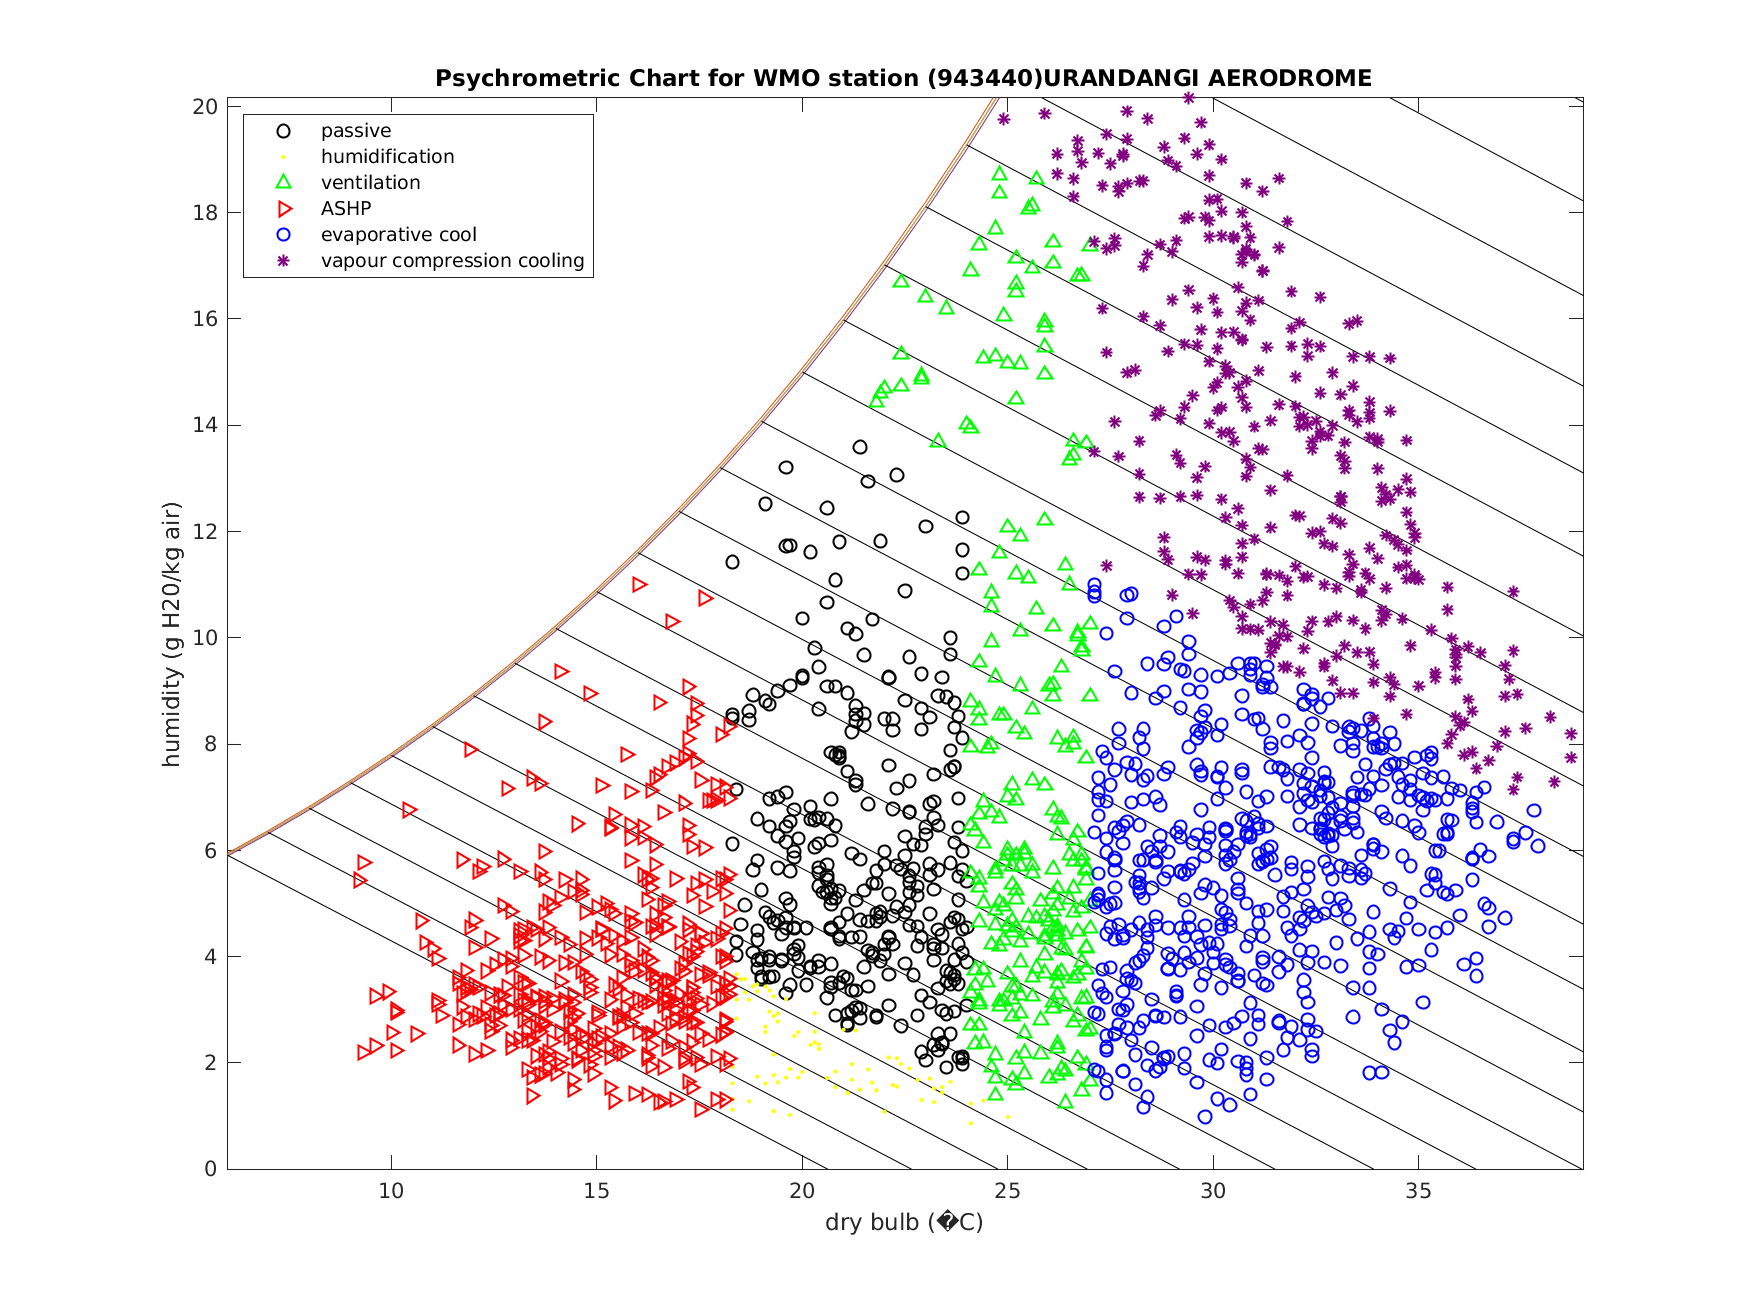 Psychrometric Chart for WMO station (943440)URANDANGI AERODROME
passive
humidification
ventilation
ASHP
evaporative cool
vapour compression cooling
humidity (g H20/kg air)
20
18
16
14
12
10
8
6
4
2
0
10 15 20 25 30 35
dry bulb (�C)